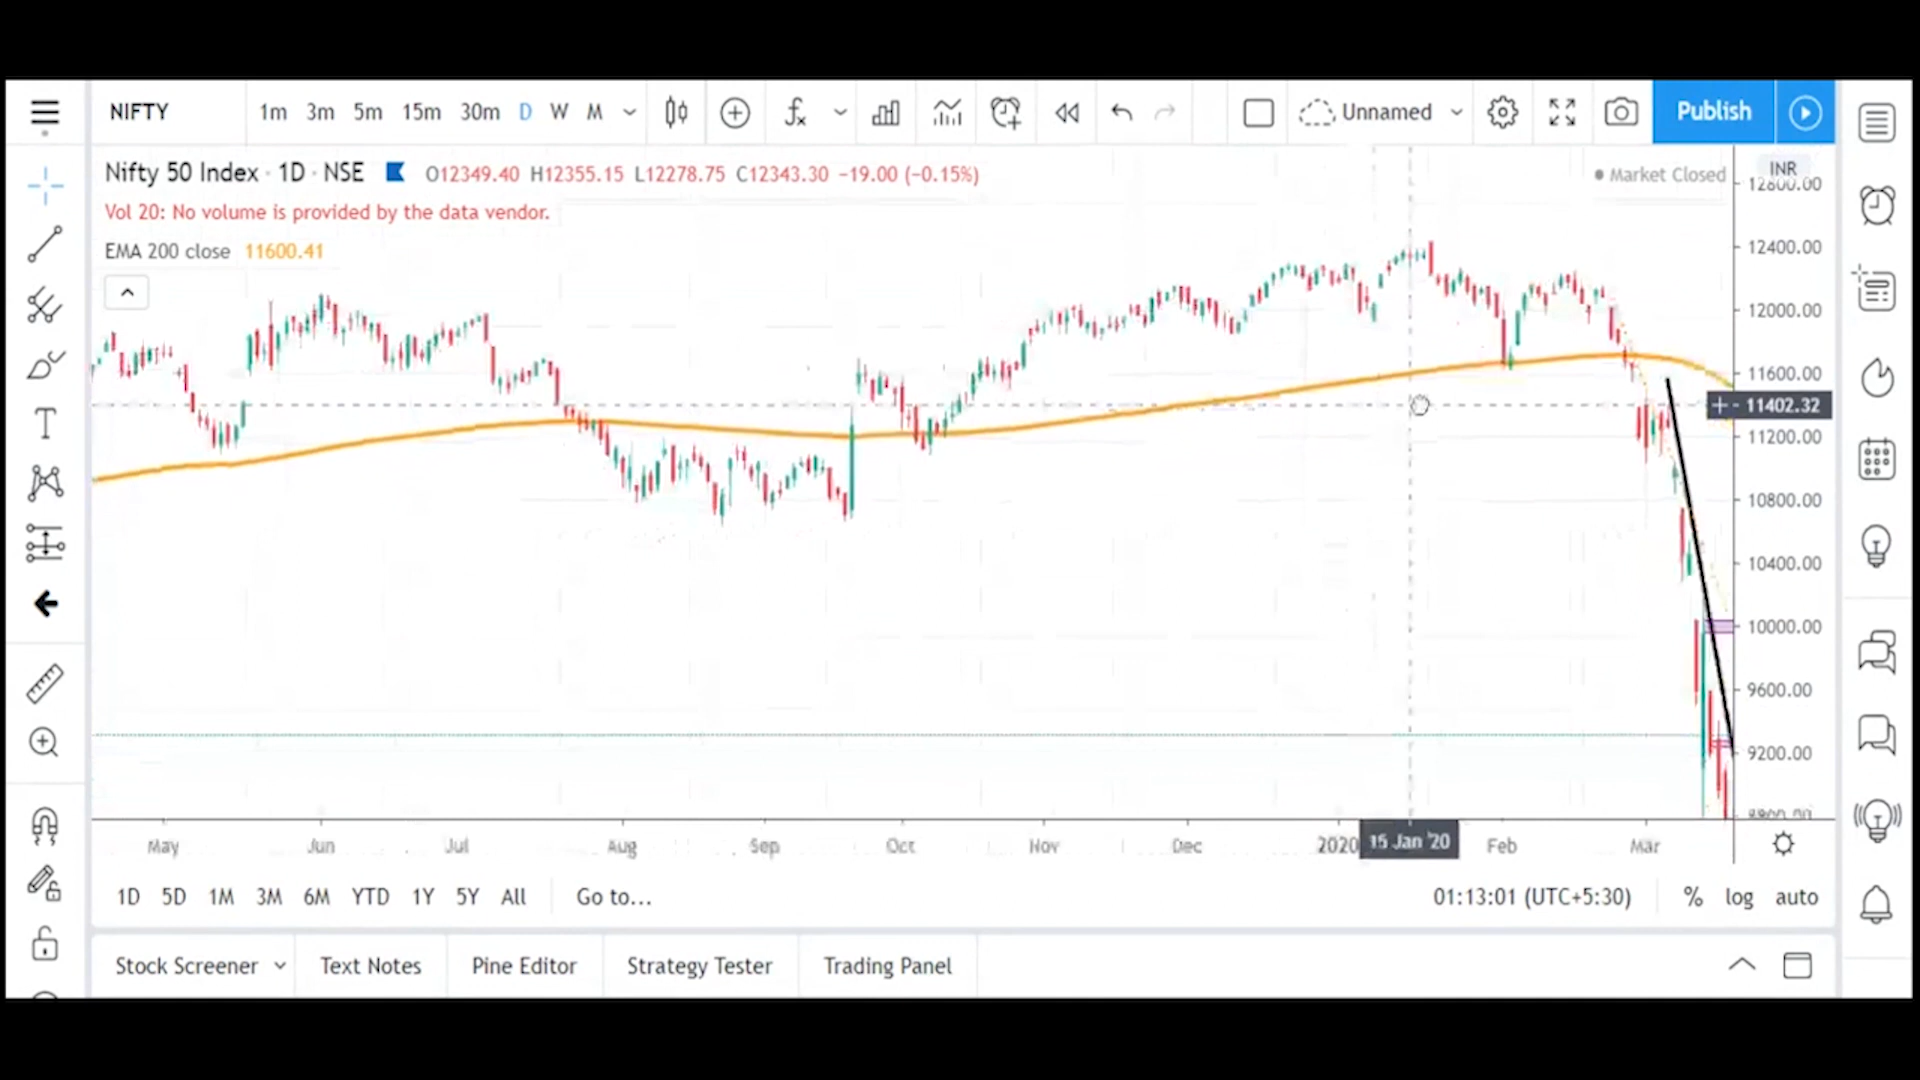 NIFTY 1m 3m 5m 15m 30m D W M fx Unnamed Publish
Nifty 50 Index · 1D · NSE O12349.40 H12355.15 L12278.75 C12343.30 −19.00 (−0.15%) Market Closed INR
12800.00
Vol 20: No volume is provided by the data vendor.
EMA 200 close 11600.41
12400.00
12000.00
11600.00
11402.32
11200.00
10800.00
10400.00
10000.00
9600.00
9200.00
8800.00
May Jun Jul Aug Sep Oct Nov Dec 2020 15 Jan '20 Feb Mar
1D 5D 1M 3M 6M YTD 1Y 5Y All Go to... 01:13:01 (UTC+5:30) % log auto
Stock Screener Text Notes Pine Editor Strategy Tester Trading Panel